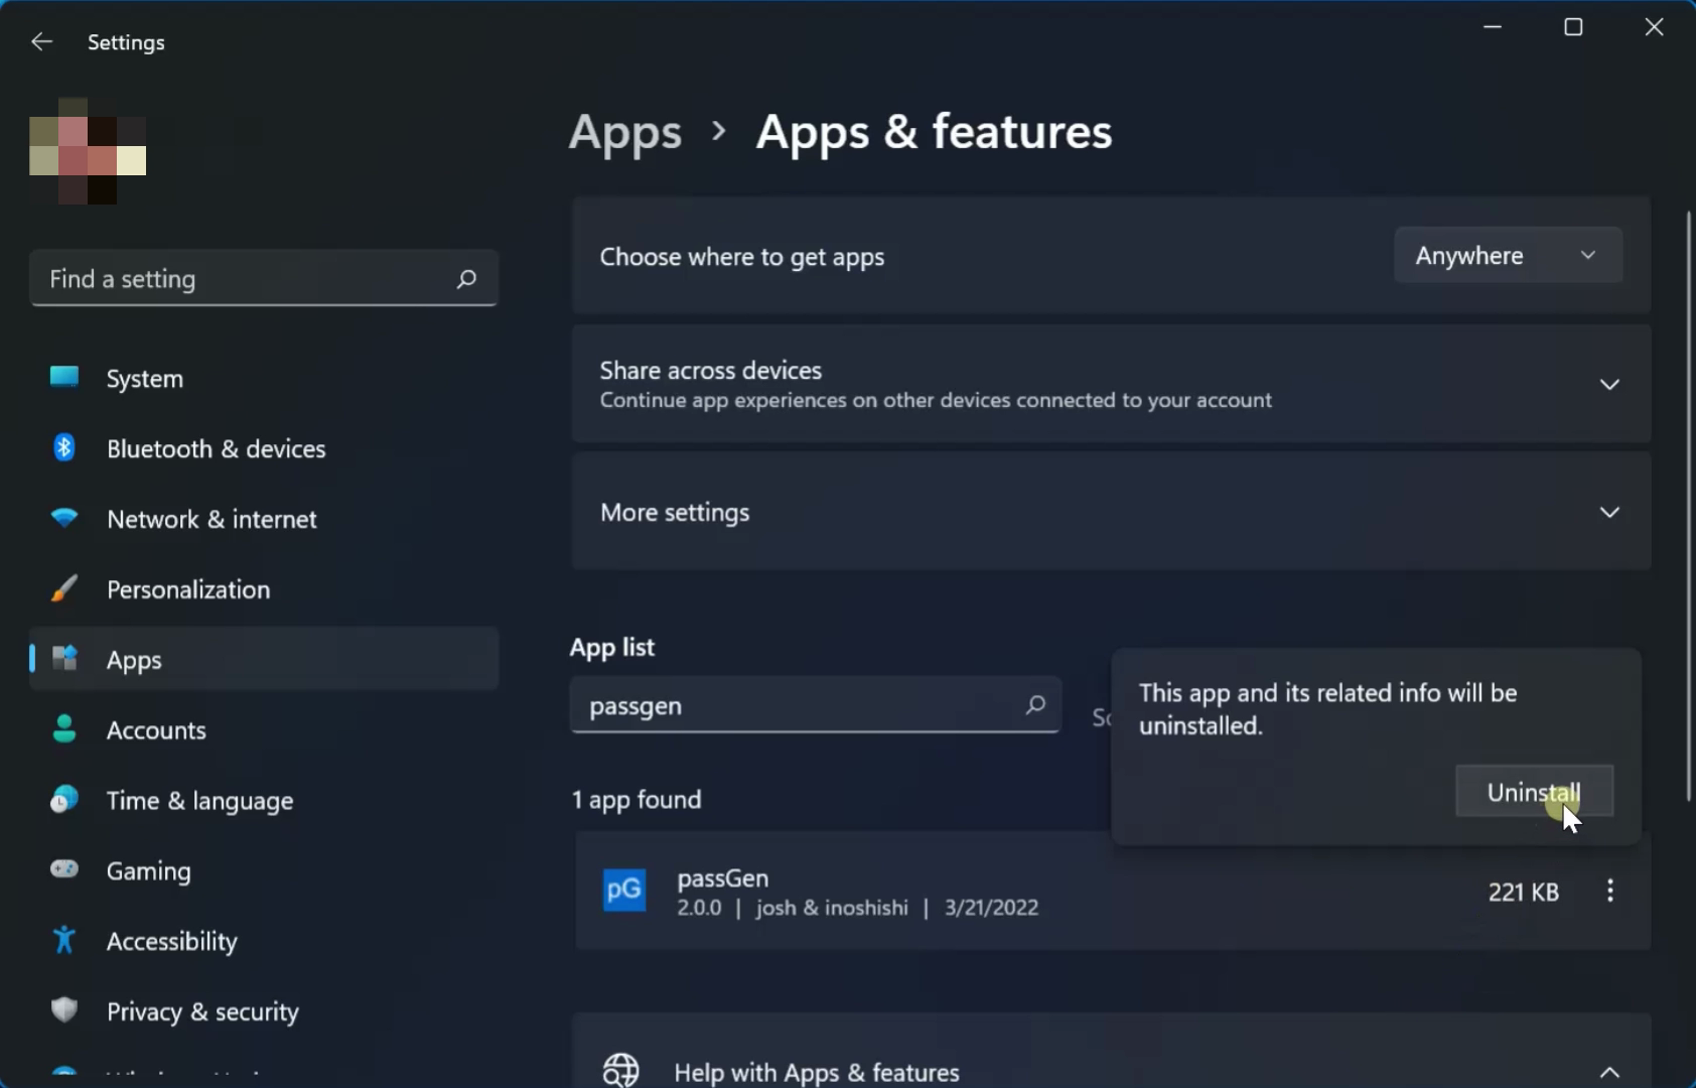 Settings
Find a setting
System
Bluetooth & devices
Network & internet
Personalization
Apps
Accounts
Time & language
Gaming
Accessibility
Privacy & security
Apps > Apps & features
Choose where to get apps
Anywhere
Share across devices
Continue app experiences on other devices connected to your account
More settings
App list
passgen
This app and its related info will be
uninstalled.
Uninstall
1 app found
pG
passGen
2.0.0 | josh & inoshishi | 3/21/2022
221 KB
Help with Apps & features